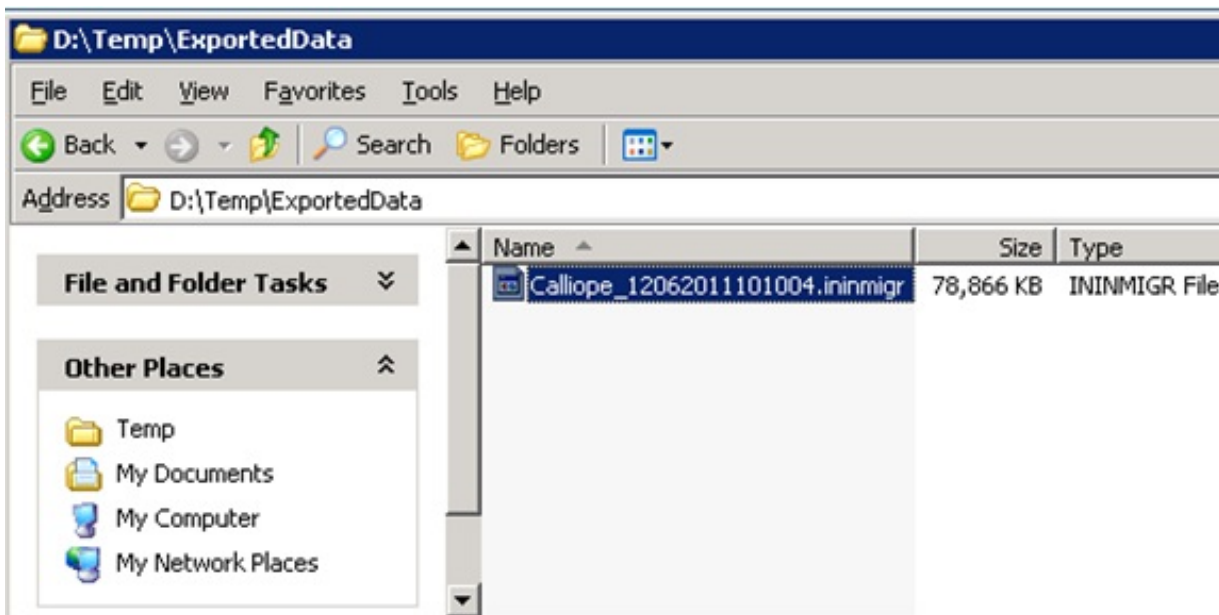 D:\Temp\ExportedData
File Edit View Favorites Tools Help
Back Search Folders
Address D:\Temp\ExportedData
Name Size Type
File and Folder Tasks
Calliope_12062011101004.ininmigr 78,866 KB ININMIGR File
Other Places
Temp
My Documents
My Computer
My Network Places